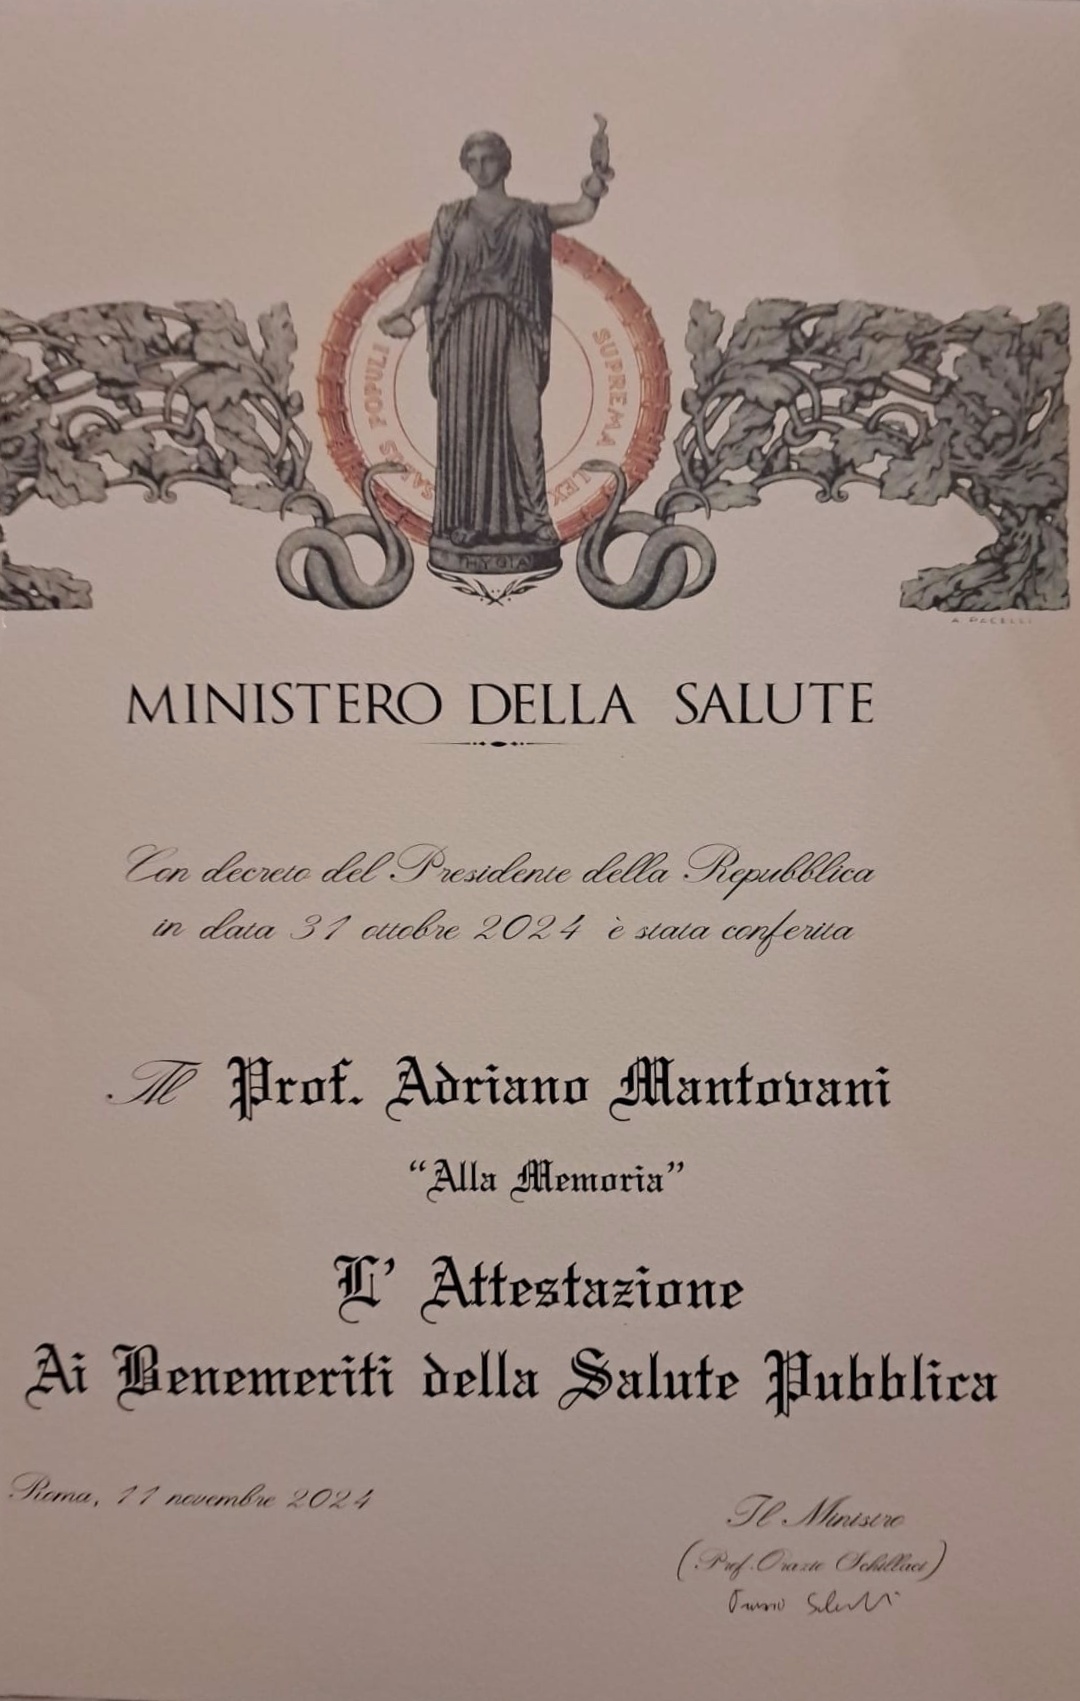 SALUS POPULI SUPREMA LEX
HYGIA
A. PACELLI
MINISTERO DELLA SALUTE
Con decreto del Presidente della Repubblica
in data 31 ottobre 2024 è stata conferita
Al Prof. Adriano Mantovani
“Alla Memoria”
L’ Attestazione
Ai Benemeriti della Salute Pubblica
Roma, 11 novembre 2024
Il Ministro
(Prof. Orazio Schillaci)